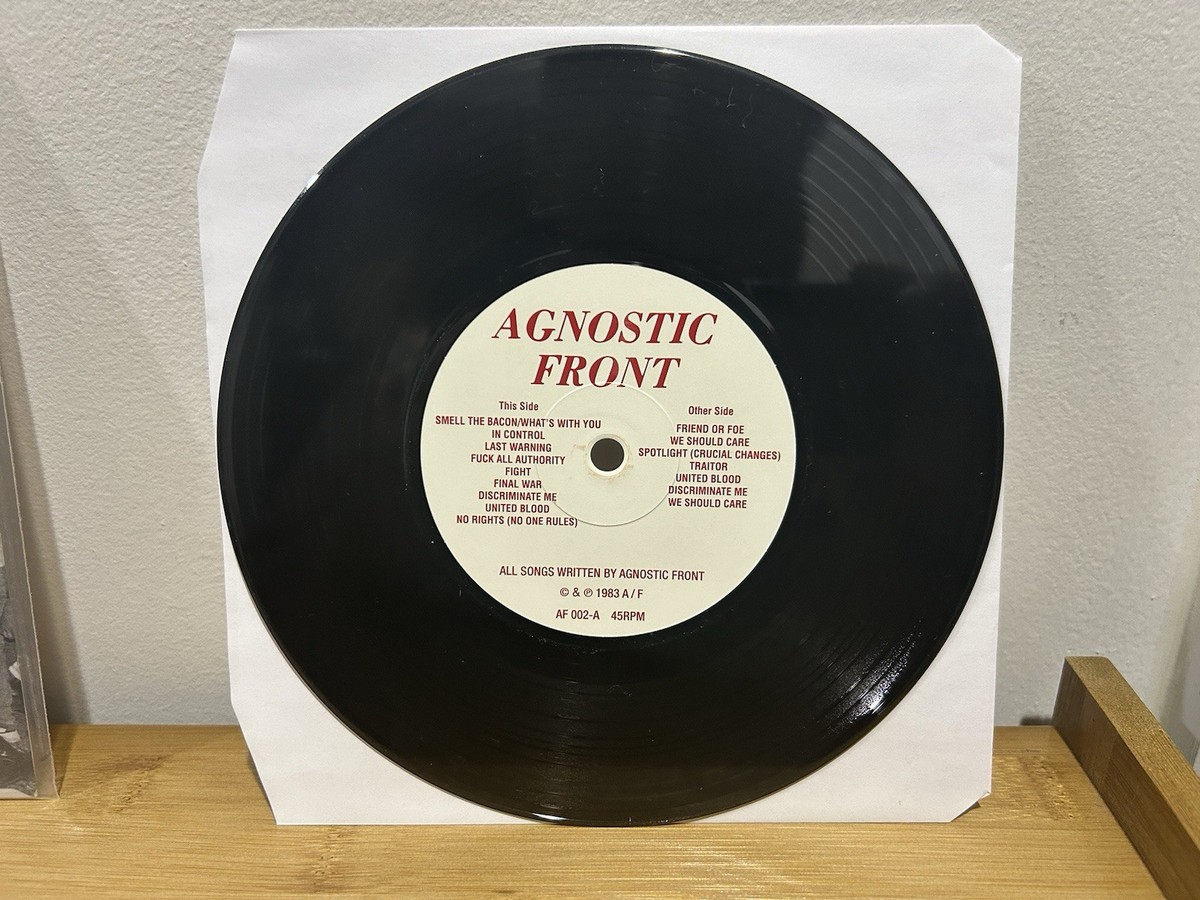 AGNOSTIC
FRONT
This Side
SMELL THE BACON/WHAT'S WITH YOU
IN CONTROL
LAST WARNING
FUCK ALL AUTHORITY
FIGHT
FINAL WAR
DISCRIMINATE ME
UNITED BLOOD
NO RIGHTS (NO ONE RULES)
Other Side
FRIEND OR FOE
WE SHOULD CARE
SPOTLIGHT (CRUCIAL CHANGES)
TRAITOR
UNITED BLOOD
DISCRIMINATE ME
WE SHOULD CARE
ALL SONGS WRITTEN BY AGNOSTIC FRONT
© & ℗ 1983 A / F
AF 002-A 45RPM